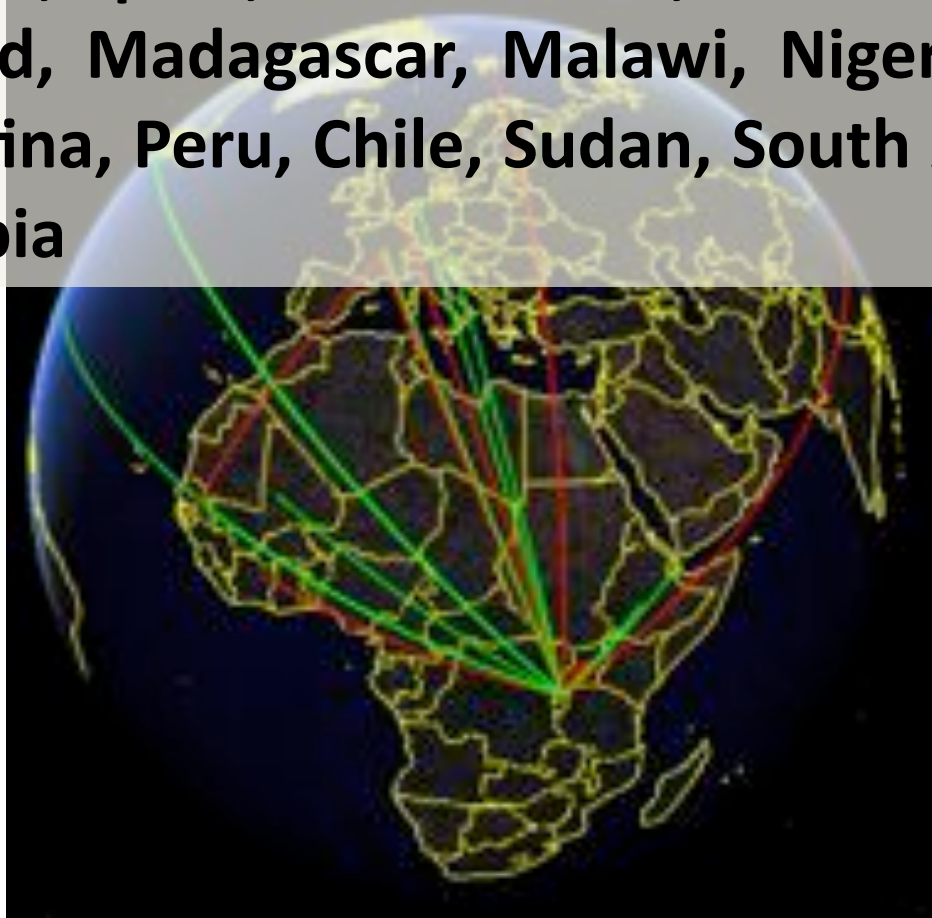 d, Madagascar, Malawi, Niger
ina, Peru, Chile, Sudan, South
bia